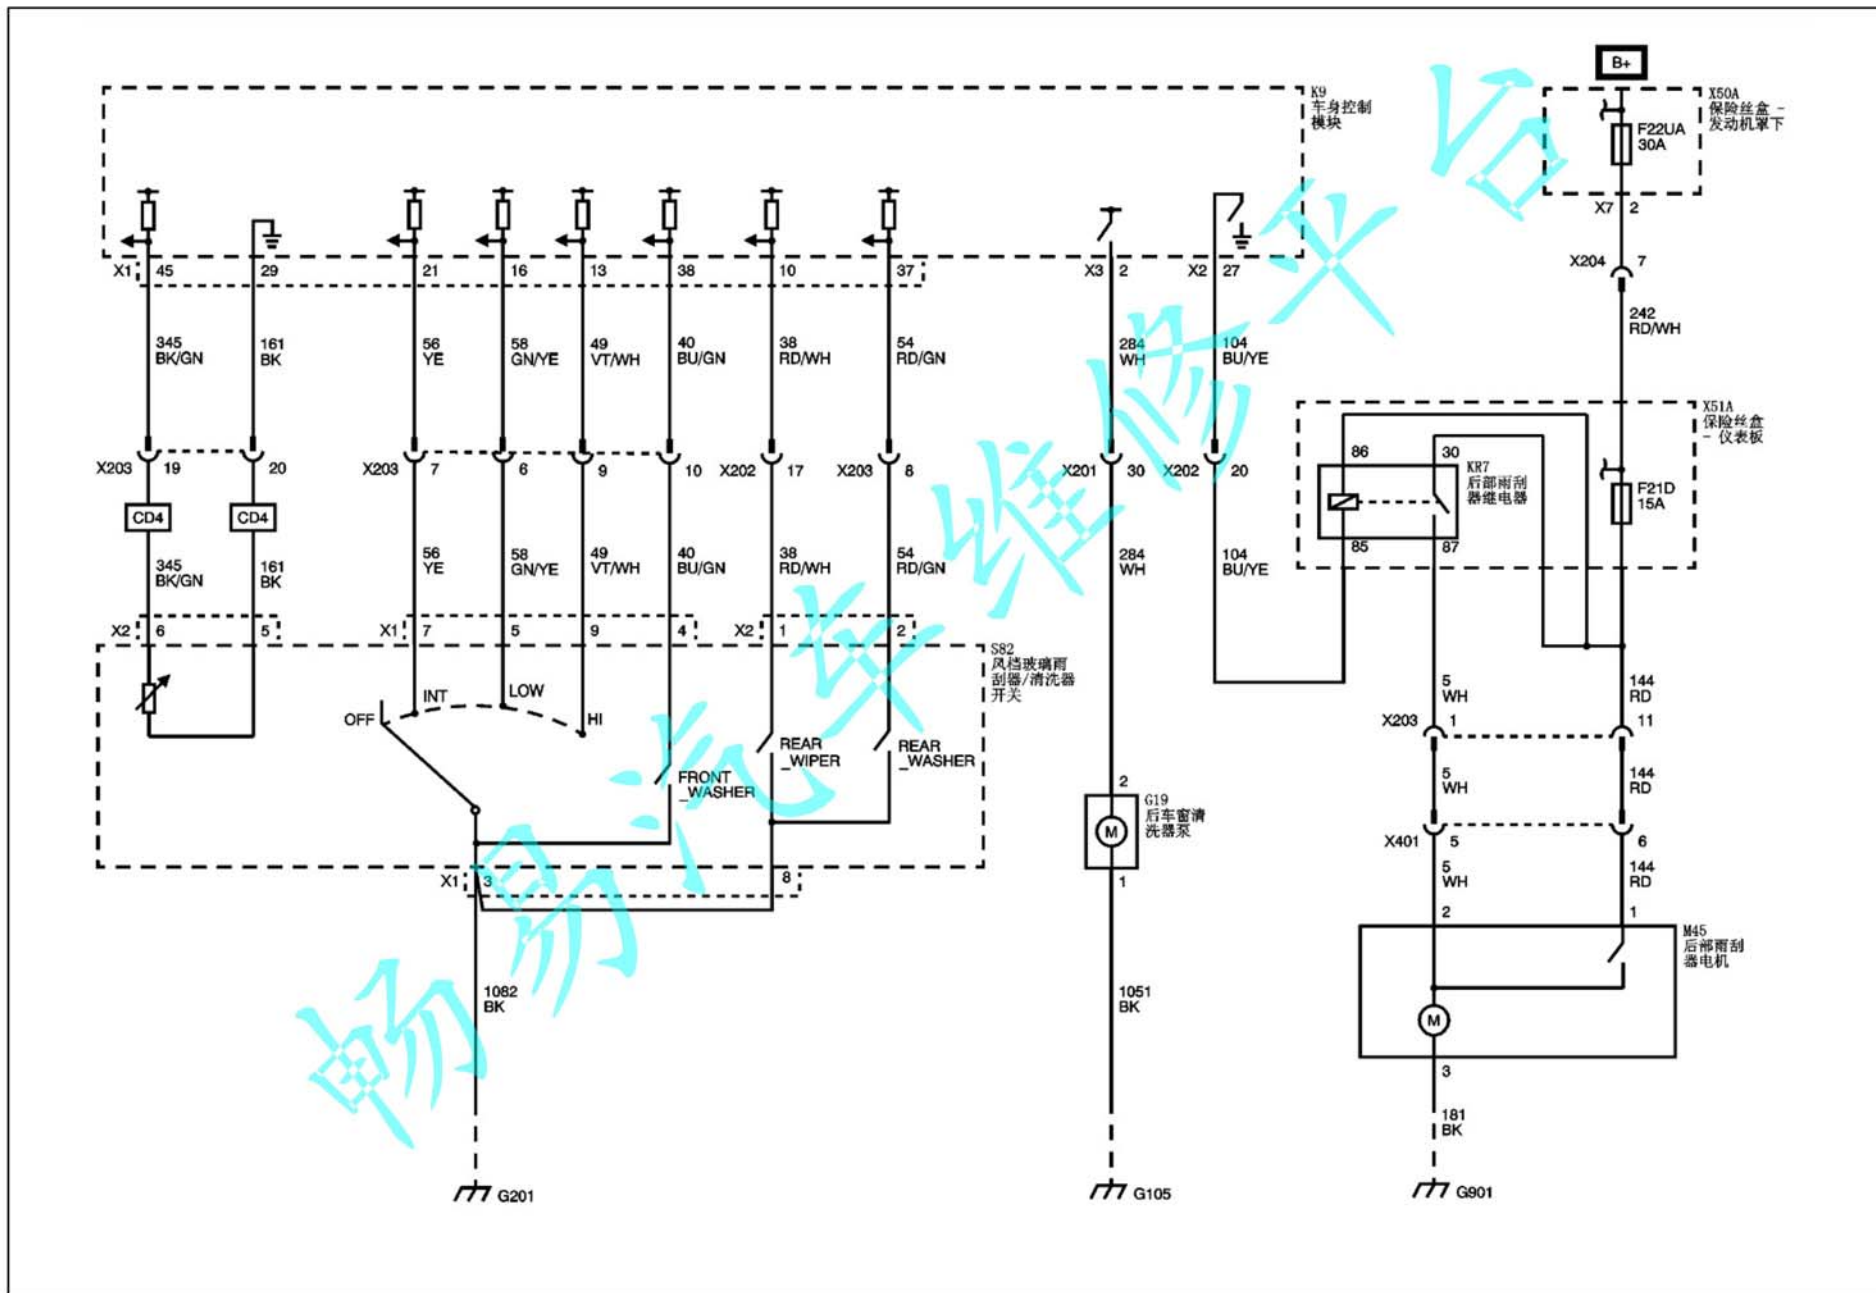 B+
K9
车身控制
模块
X50A
保险丝盒 -
发动机罩下
F22UA
30A
X7 2
X204 7
242
RD/WH
X1 45 29 21 16 13 38 10 37 X3 2 X2 27
345
BK/GN
161
BK
56
YE
58
GN/YE
49
VT/WH
40
BU/GN
38
RD/WH
54
RD/GN
284
WH
104
BU/YE
X51A
保险丝盒
- 仪表板
86 30
KR7
后部雨刮
器继电器
F21D
15A
85 87
X203 19 20 X203 7 6 9 10 X202 17 X203 8 X201 30 X202 20
CD4 CD4
345
BK/GN
161
BK
56
YE
58
GN/YE
49
VT/WH
40
BU/GN
38
RD/WH
54
RD/GN
284
WH
104
BU/YE
X2 6 5 X1 7 5 9 4 X2 1 2
S82
风档玻璃雨
刮器/清洗器
开关
OFF INT LOW HI
FRONT
_WASHER
REAR
_WIPER
REAR
_WASHER
X1 3 8
1082
BK
G201
2
G19
后车窗清
洗器泵
M
1
1051
BK
G105
5
WH
144
RD
X203 1 11
5
WH
144
RD
X401 5 6
5
WH
144
RD
2 1
M45
后部雨刮
器电机
M
3
181
BK
G901
畅易汽车维修平台